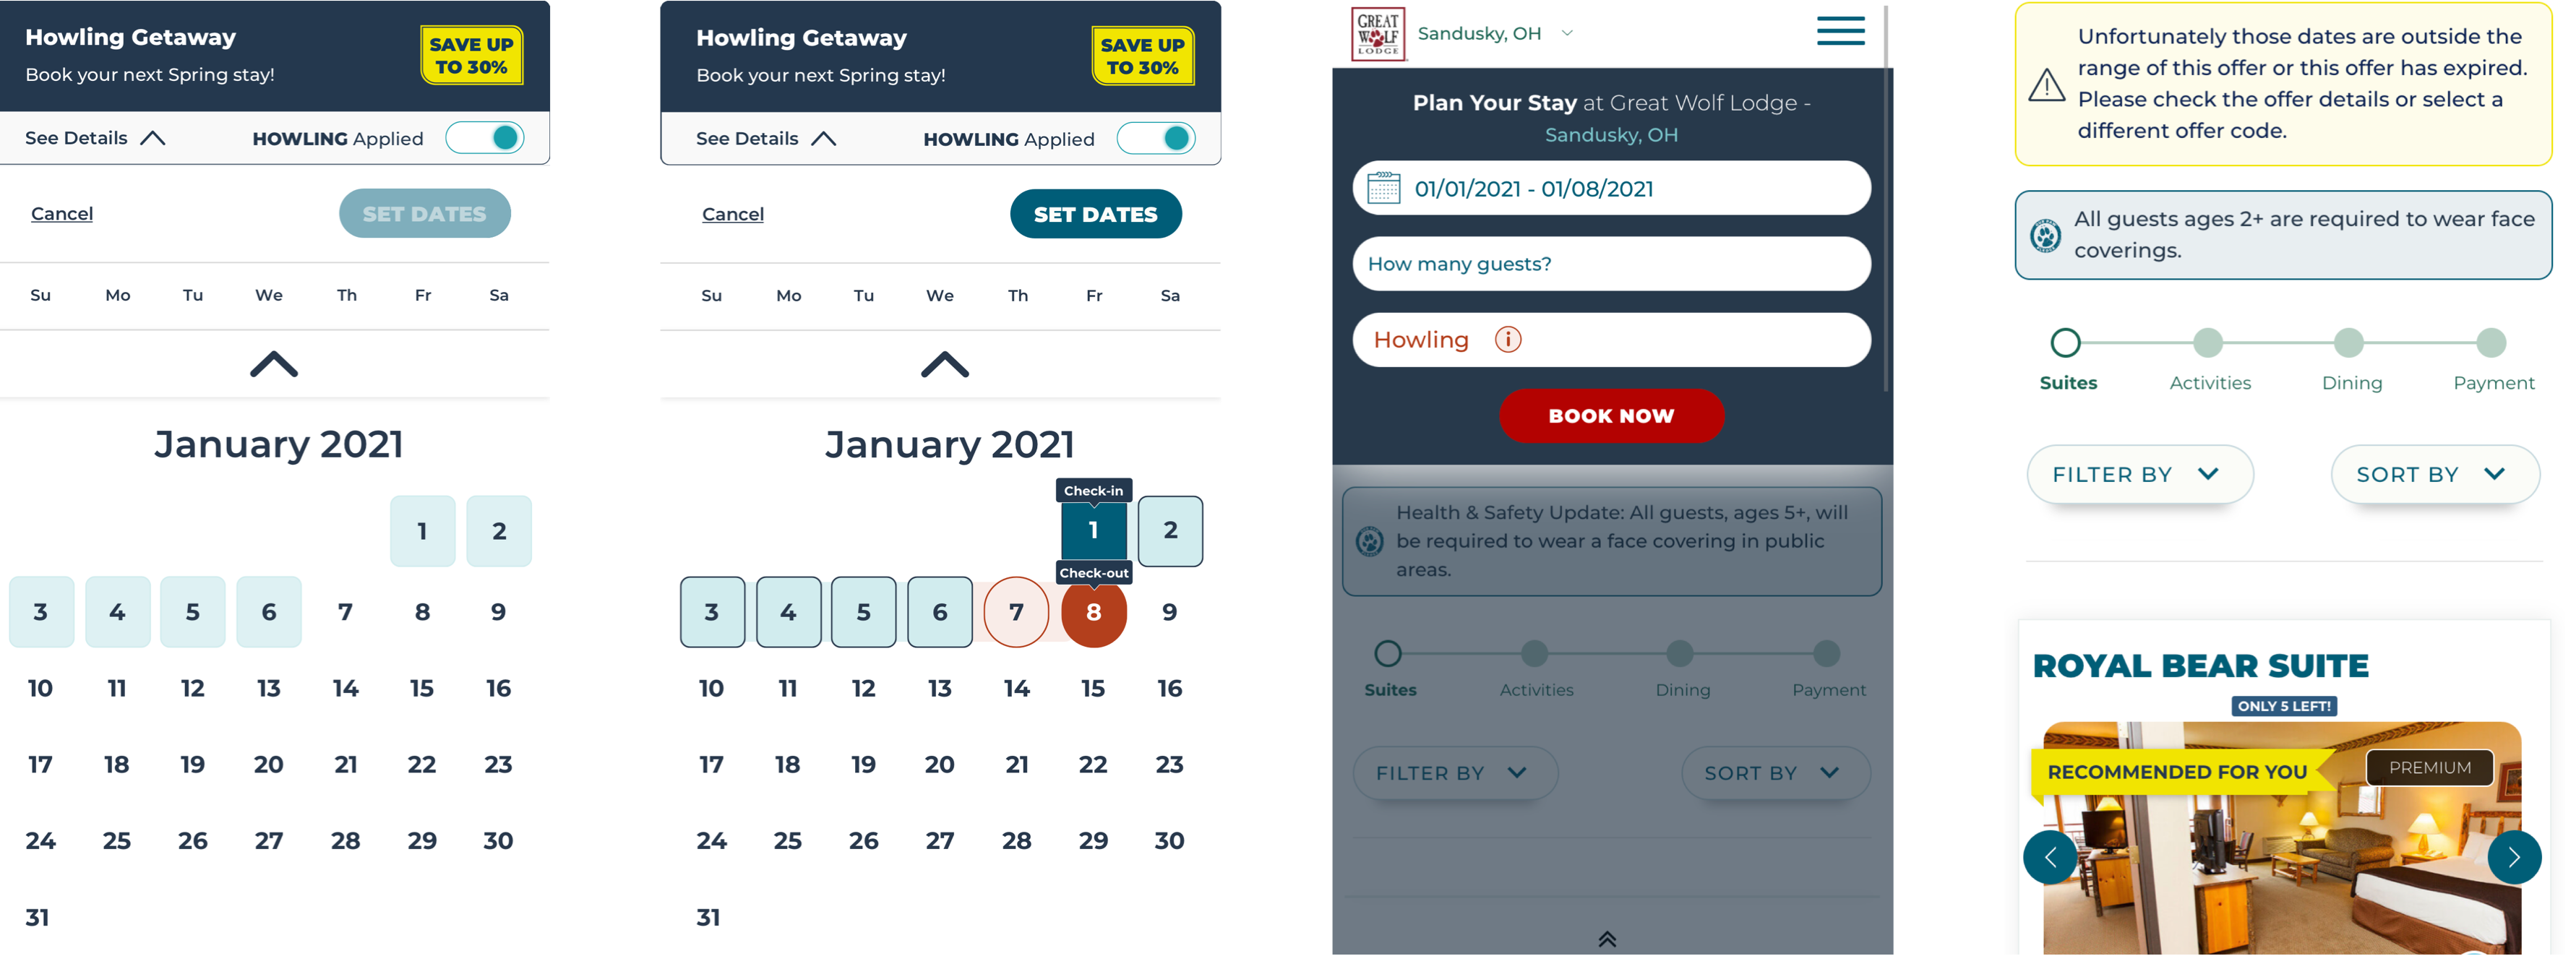 Howling Getaway
Book your next Spring stay!
SAVE UP
TO 30%
See Details
HOWLING Applied
Cancel
SET DATES
Su Mo Tu We Th Fr Sa
January 2021
1 2
3 4 5 6 7 8 9
10 11 12 13 14 15 16
17 18 19 20 21 22 23
24 25 26 27 28 29 30
31
Howling Getaway
Book your next Spring stay!
SAVE UP
TO 30%
See Details
HOWLING Applied
Cancel
SET DATES
Su Mo Tu We Th Fr Sa
January 2021
Check-in
1 2
Check-out
3 4 5 6 7 8 9
10 11 12 13 14 15 16
17 18 19 20 21 22 23
24 25 26 27 28 29 30
31
GREAT
WOLF
LODGE
Sandusky, OH
Plan Your Stay at Great Wolf Lodge -
Sandusky, OH
01/01/2021 - 01/08/2021
How many guests?
Howling
BOOK NOW
Health & Safety Update: All guests, ages 5+, will
be required to wear a face covering in public
areas.
Suites Activities Dining Payment
FILTER BY
SORT BY
Unfortunately those dates are outside the
range of this offer or this offer has expired.
Please check the offer details or select a
different offer code.
All guests ages 2+ are required to wear face
coverings.
Suites Activities Dining Payment
FILTER BY
SORT BY
ROYAL BEAR SUITE
ONLY 5 LEFT!
RECOMMENDED FOR YOU
PREMIUM